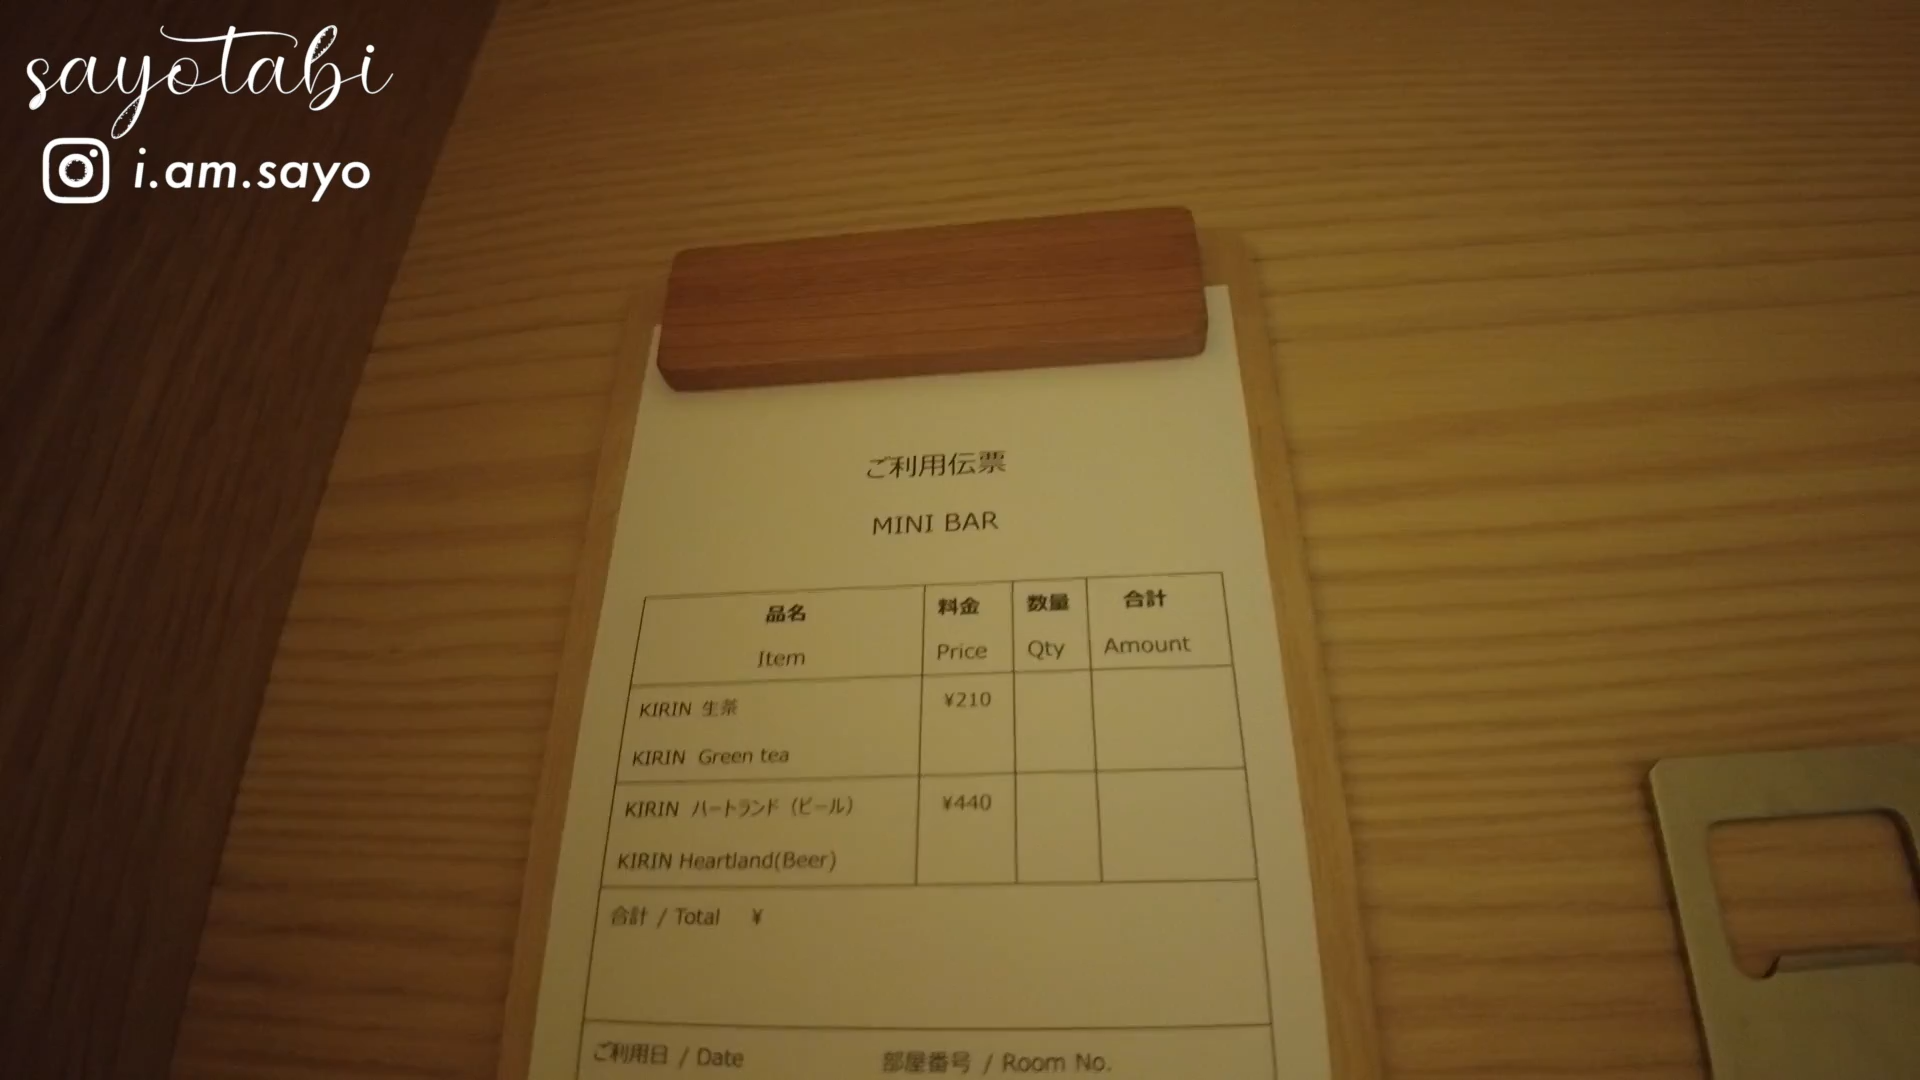 sayotabi
i.am.sayo
ご利用伝票
MINI BAR
品名 料金 数量 合計
Item Price Qty Amount
KIRIN 生茶 ¥210
KIRIN Green tea
KIRIN ハートランド（ビール） ¥440
KIRIN Heartland(Beer)
合計 / Total ¥
ご利用日 / Date 部屋番号 / Room No.